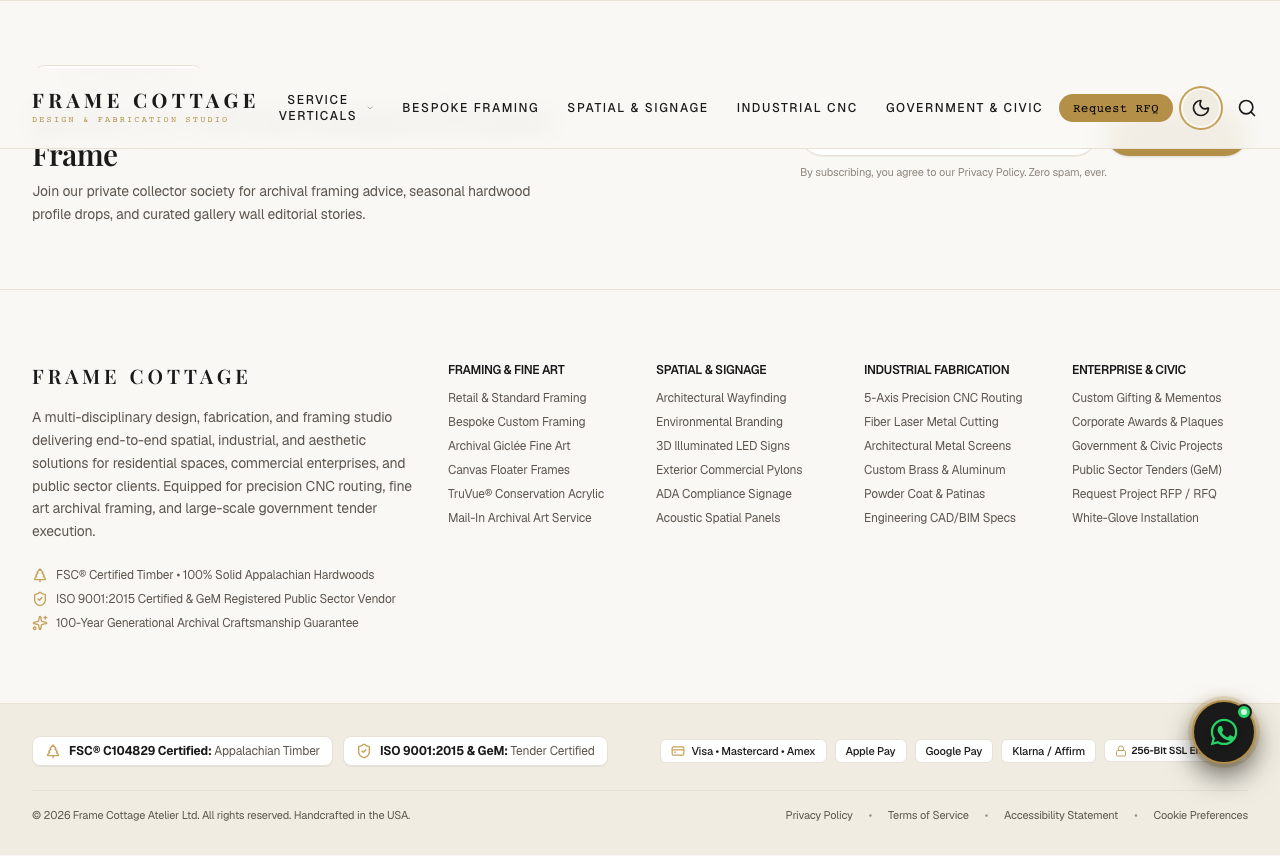 FRAME COTTAGE
DESIGN & FABRICATION STUDIO
SERVICE
VERTICALS
BESPOKE FRAMING
SPATIAL & SIGNAGE
INDUSTRIAL CNC
GOVERNMENT & CIVIC
Request RFQ
Frame
Join our private collector society for archival framing advice, seasonal hardwood
profile drops, and curated gallery wall editorial stories.
By subscribing, you agree to our Privacy Policy. Zero spam, ever.
FRAME COTTAGE
A multi-disciplinary design, fabrication, and framing studio
delivering end-to-end spatial, industrial, and aesthetic
solutions for residential spaces, commercial enterprises, and
public sector clients. Equipped for precision CNC routing, fine
art archival framing, and large-scale government tender
execution.
FSC® Certified Timber • 100% Solid Appalachian Hardwoods
ISO 9001:2015 Certified & GeM Registered Public Sector Vendor
100-Year Generational Archival Craftsmanship Guarantee
FRAMING & FINE ART
Retail & Standard Framing
Bespoke Custom Framing
Archival Giclée Fine Art
Canvas Floater Frames
TruVue® Conservation Acrylic
Mail-In Archival Art Service
SPATIAL & SIGNAGE
Architectural Wayfinding
Environmental Branding
3D Illuminated LED Signs
Exterior Commercial Pylons
ADA Compliance Signage
Acoustic Spatial Panels
INDUSTRIAL FABRICATION
5-Axis Precision CNC Routing
Fiber Laser Metal Cutting
Architectural Metal Screens
Custom Brass & Aluminum
Powder Coat & Patinas
Engineering CAD/BIM Specs
ENTERPRISE & CIVIC
Custom Gifting & Mementos
Corporate Awards & Plaques
Government & Civic Projects
Public Sector Tenders (GeM)
Request Project RFP / RFQ
White-Glove Installation
FSC® C104829 Certified: Appalachian Timber
ISO 9001:2015 & GeM: Tender Certified
Visa • Mastercard • Amex
Apple Pay
Google Pay
Klarna / Affirm
256-Bit SSL
© 2026 Frame Cottage Atelier Ltd. All rights reserved. Handcrafted in the USA.
Privacy Policy • Terms of Service • Accessibility Statement • Cookie Preferences